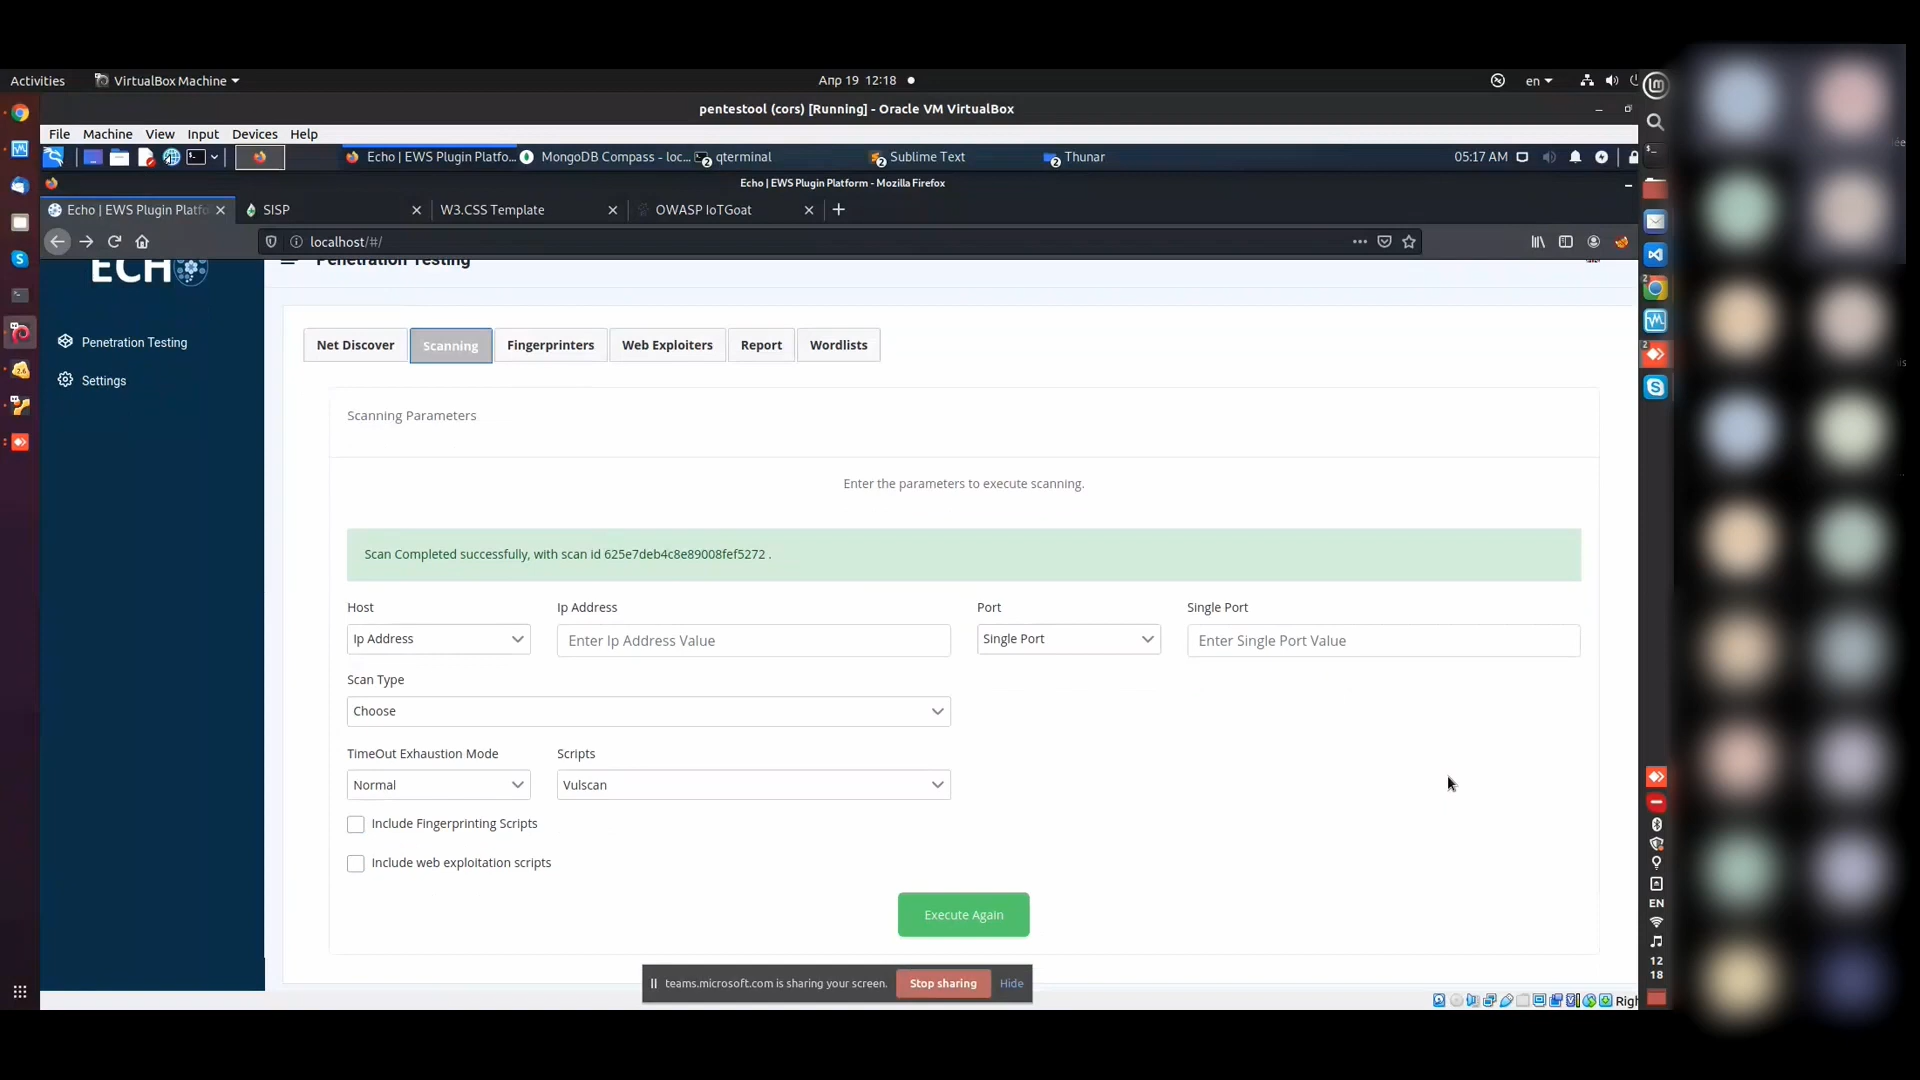 Activities VirtualBox Machine Апр 19 12:18 en
pentestool (cors) [Running] - Oracle VM VirtualBox
File Machine View Input Devices Help
Echo | EWS Plugin Platfo... MongoDB Compass - loc... qterminal Sublime Text Thunar 05:17 AM
Echo | EWS Plugin Platform - Mozilla Firefox
Echo | EWS Plugin Platfo SISP W3.CSS Template OWASP IoTGoat
localhost/#/
ECHO Penetration Testing
Penetration Testing
Settings
Net Discover Scanning Fingerprinters Web Exploiters Report Wordlists
Scanning Parameters
Enter the parameters to execute scanning.
Scan Completed successfully, with scan id 625e7deb4c8e89008fef5272 .
Host Ip Address Port Single Port
Ip Address Enter Ip Address Value Single Port Enter Single Port Value
Scan Type
Choose
TimeOut Exhaustion Mode Scripts
Normal Vulscan
Include Fingerprinting Scripts
Include web exploitation scripts
Execute Again
teams.microsoft.com is sharing your screen. Stop sharing Hide
Righ
EN
12
18